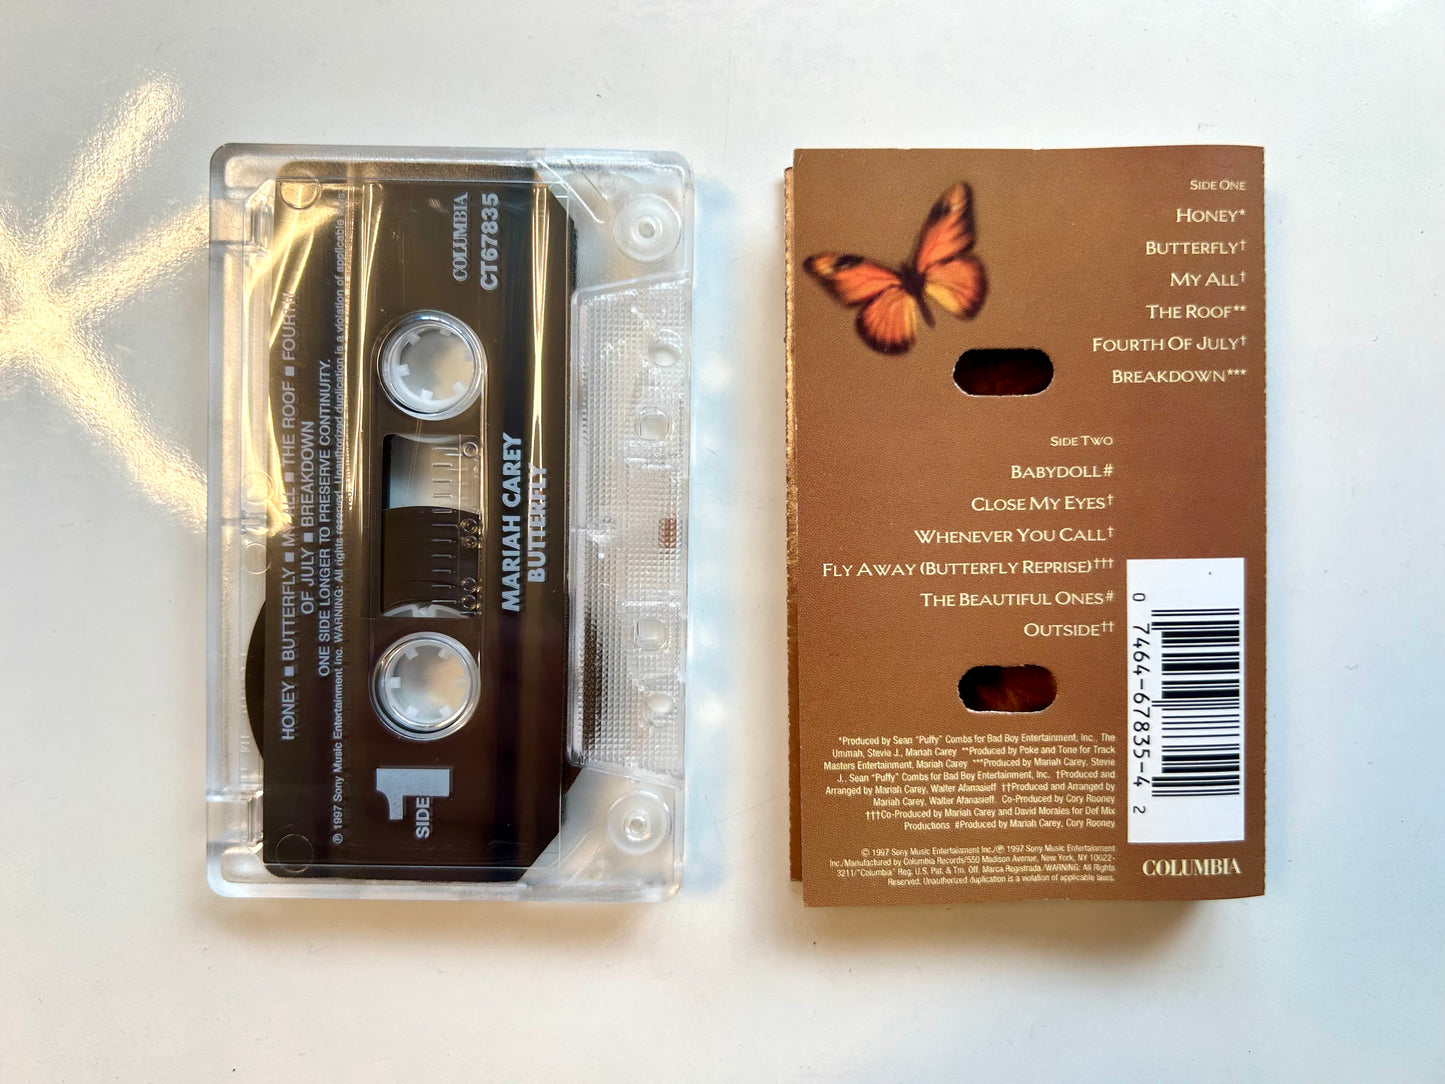 COLUMBIA
CT67835
MARIAH CAREY
BUTTERFLY
0
50
100
HONEY ■ BUTTERFLY ■ MY ALL ■ THE ROOF ■ FOURTH
OF JULY ■ BREAKDOWN
ONE SIDE LONGER TO PRESERVE CONTINUITY.
℗ 1997 Sony Music Entertainment Inc. WARNING: All rights reserved. Unauthorized duplication is a violation of applicable laws.
SIDE 1
SIDE ONE
HONEY*
BUTTERFLY†
MY ALL†
THE ROOF**
FOURTH OF JULY†
BREAKDOWN***
SIDE TWO
BABYDOLL#
CLOSE MY EYES†
WHENEVER YOU CALL†
FLY AWAY (BUTTERFLY REPRISE)†††
THE BEAUTIFUL ONES#
OUTSIDE††
*Produced by Sean "Puffy" Combs for Bad Boy Entertainment, Inc., The
Ummah, Stevie J., Mariah Carey **Produced by Poke and Tone for Track
Masters Entertainment, Mariah Carey ***Produced by Mariah Carey, Stevie
J., Sean "Puffy" Combs for Bad Boy Entertainment, Inc. †Produced and
Arranged by Mariah Carey, Walter Afanasieff ††Produced and Arranged by
Mariah Carey, Walter Afanasieff. Co-Produced by Cory Rooney
†††Co-Produced by Mariah Carey and David Morales for Def Mix
Productions #Produced by Mariah Carey, Cory Rooney
© 1997 Sony Music Entertainment Inc./℗ 1997 Sony Music Entertainment
Inc./Manufactured by Columbia Records/550 Madison Avenue, New York, NY 10022-
3211/"Columbia" Reg. U.S. Pat. & Tm. Off. Marca Registrada./WARNING: All Rights
Reserved. Unauthorized duplication is a violation of applicable laws.
0 7464-67835-4 2
COLUMBIA